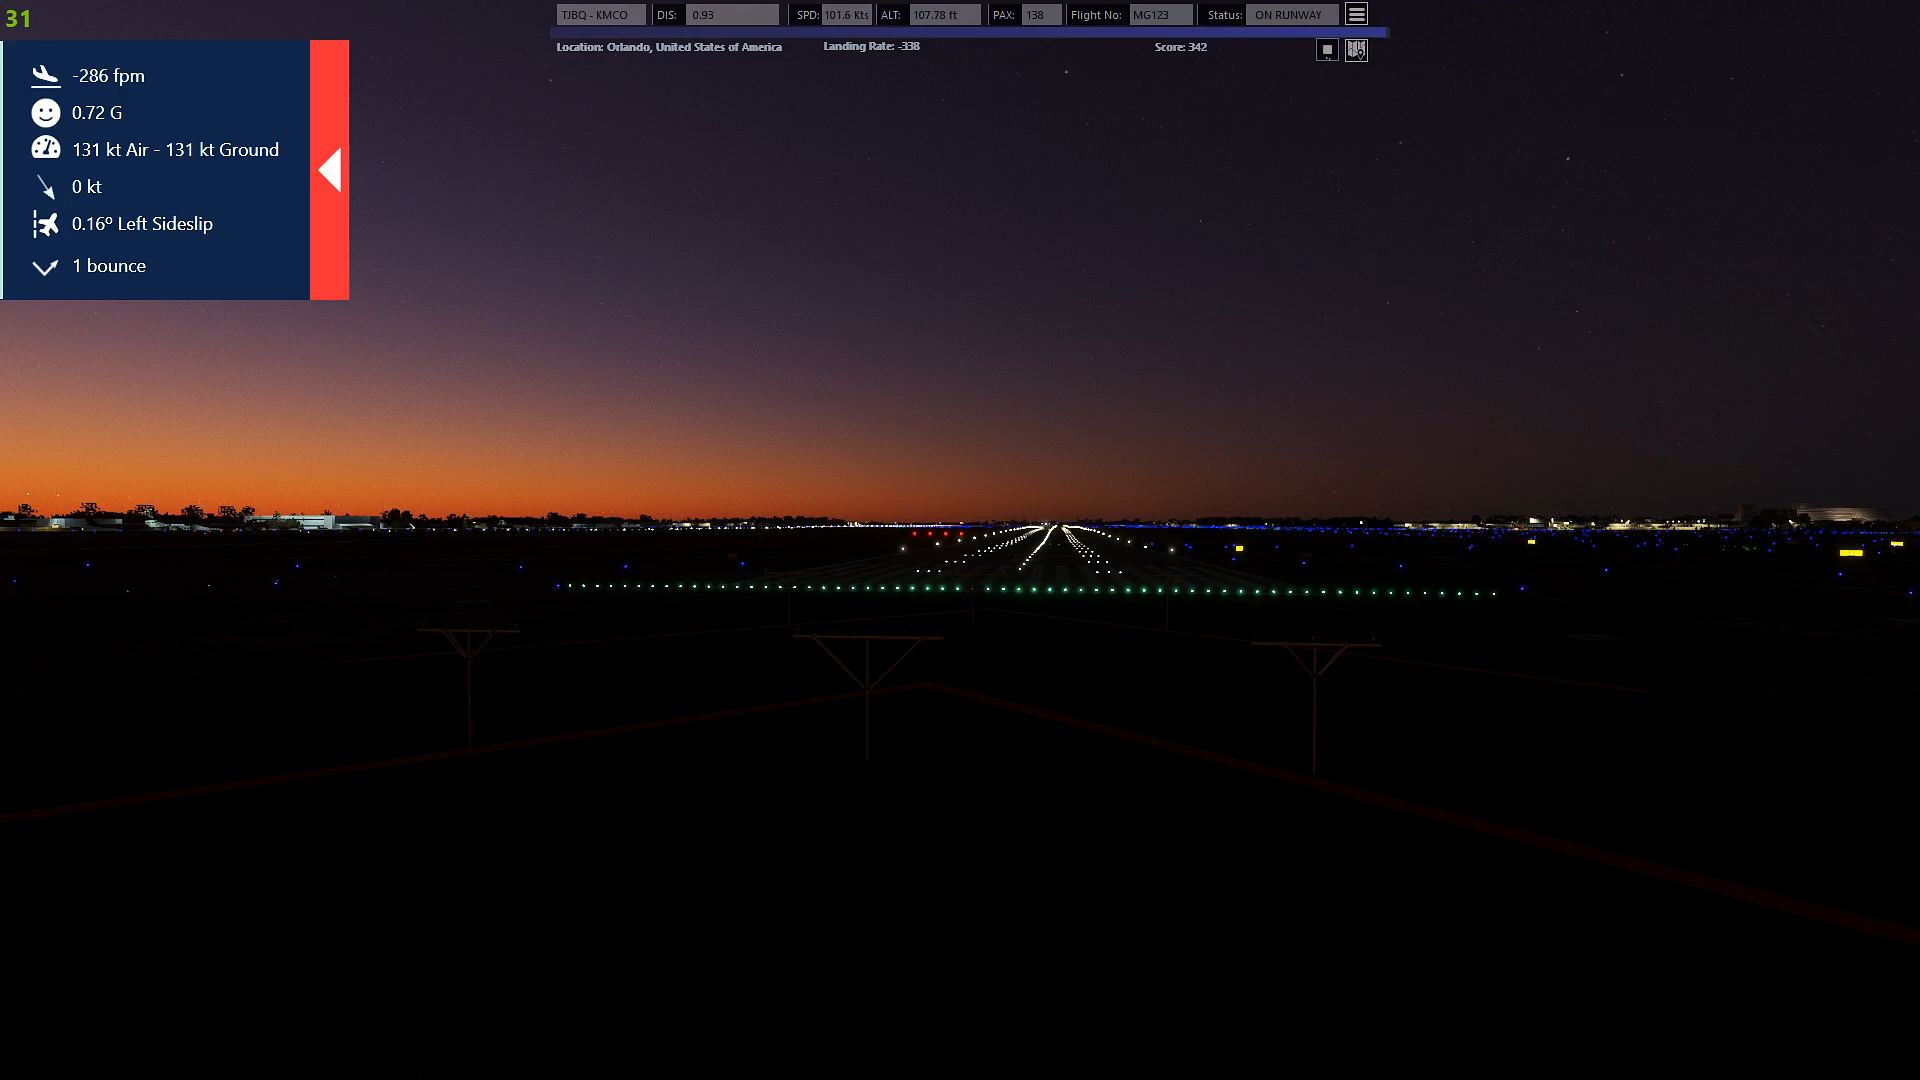 31
TJBQ - KMCO DIS: 0.93 SPD: 101.6 Kts ALT: 107.78 ft PAX: 138 Flight No: MG123 Status: ON RUNWAY
Location: Orlando, United States of America Landing Rate: -338 Score: 342
-286 fpm
0.72 G
131 kt Air - 131 kt Ground
0 kt
0.16º Left Sideslip
1 bounce